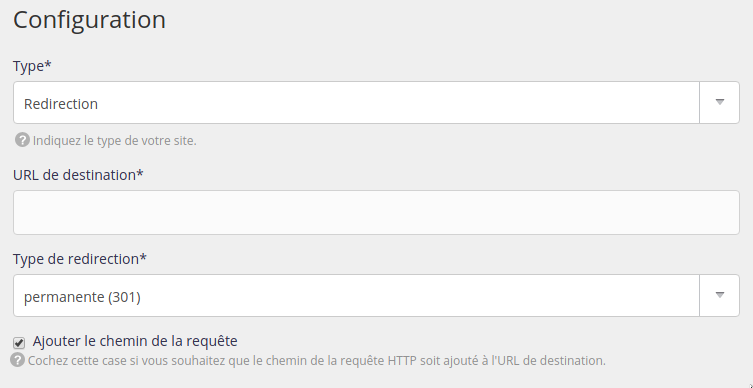 Configuration
Type*
Redirection
? Indiquez le type de votre site.
URL de destination*
Type de redirection*
permanente (301)
Ajouter le chemin de la requête
? Cochez cette case si vous souhaitez que le chemin de la requête HTTP soit ajouté à l'URL de destination.